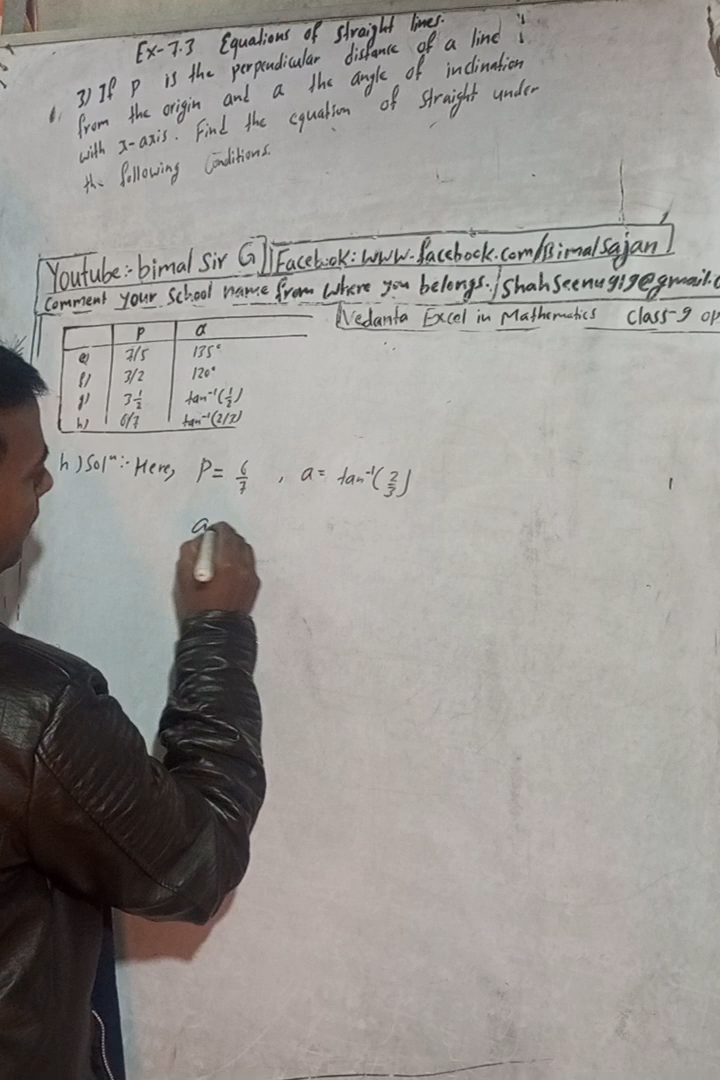 Ex-7.3 Equations of straight lines.
3) If P is the perpendicular distance of a line
from the origin and a the angle of inclination
with x-axis. Find the equation of straight under
the following Conditions.
Youtube:- bimal sir G Facebook: www.facebook.com/Bimalsajan
Comment your School name from where you belongs. / shahseenu919@gmail.c
Vedanta Excel in Mathematics Class-9 op
P α
e) 7/5 135°
f) 3/2 120°
g) 3 1/2 tan⁻¹(1/2)
h) 6/7 tan⁻¹(2/3)
h) Solⁿ:- Here, P = 6/7 , a = tan⁻¹(2/3)
a